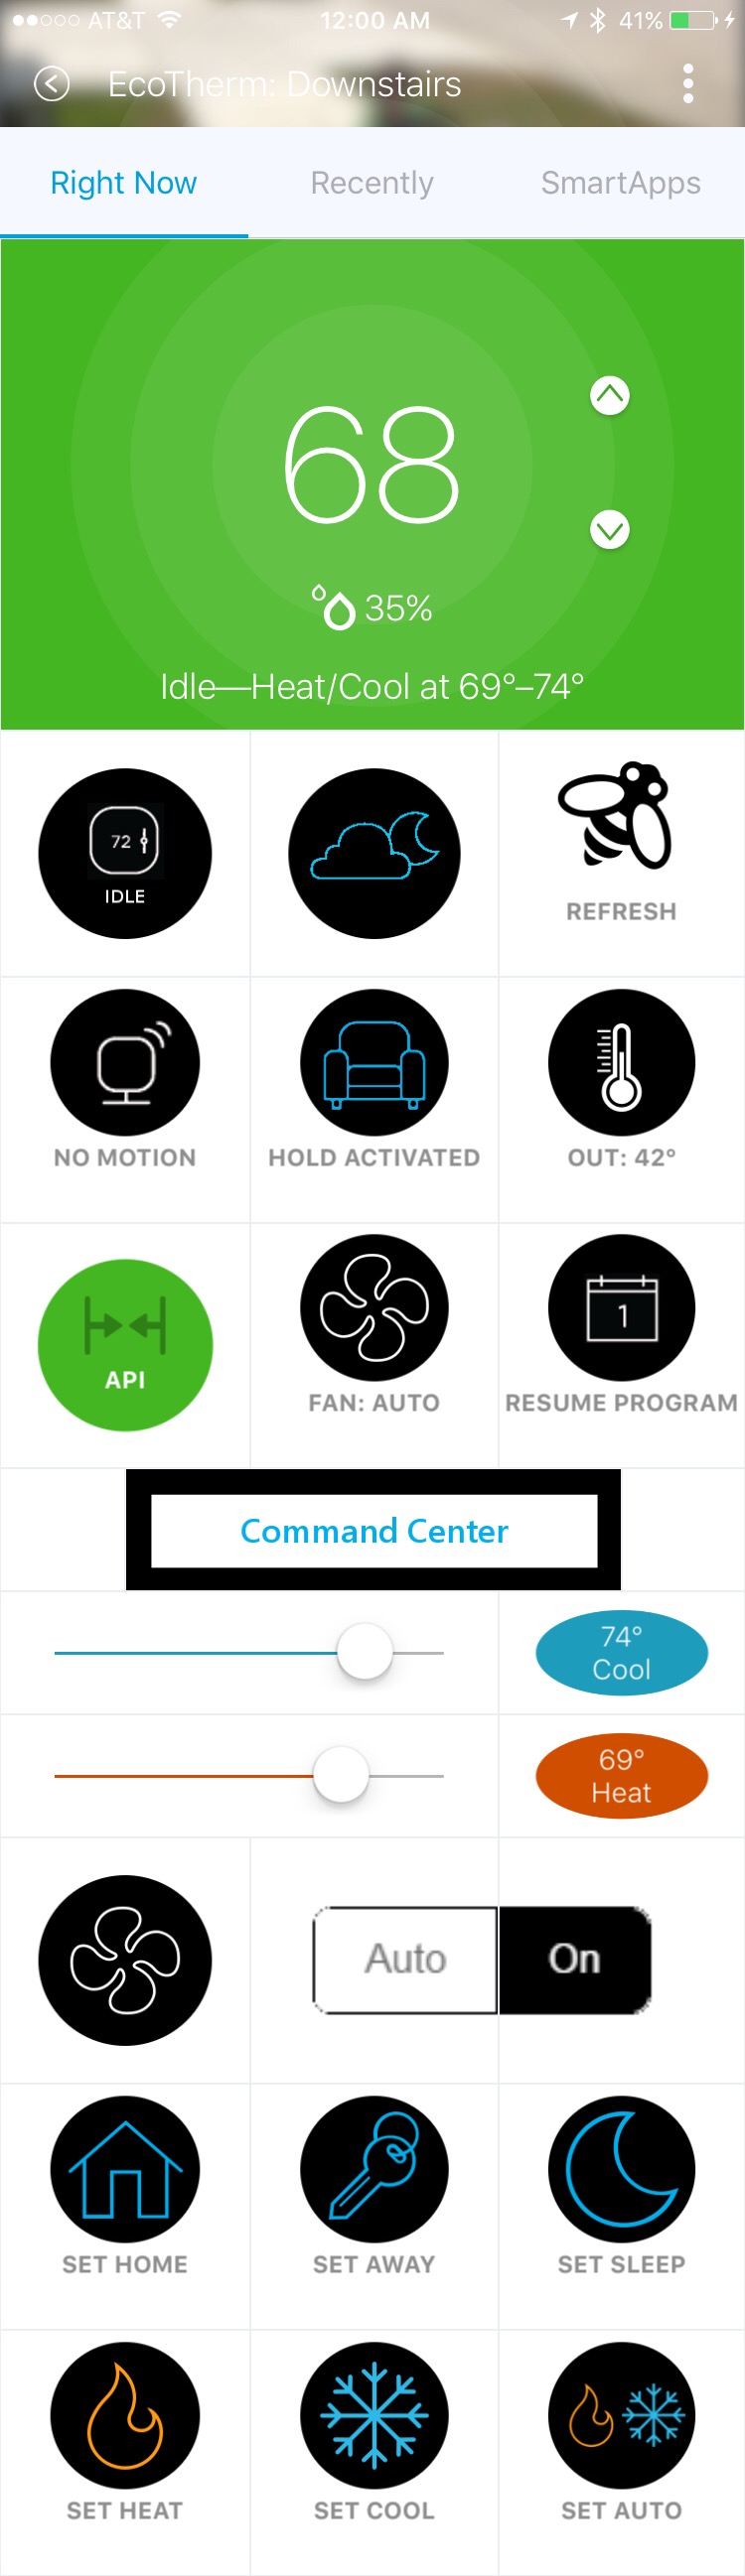 AT&T 12:00 AM 41%
EcoTherm: Downstairs
Right Now Recently SmartApps
68
35%
Idle—Heat/Cool at 69°–74°
72
IDLE
REFRESH
NO MOTION HOLD ACTIVATED OUT: 42°
1
API
FAN: AUTO RESUME PROGRAM
Command Center
74°
Cool
69°
Heat
Auto On
SET HOME SET AWAY SET SLEEP
SET HEAT SET COOL SET AUTO